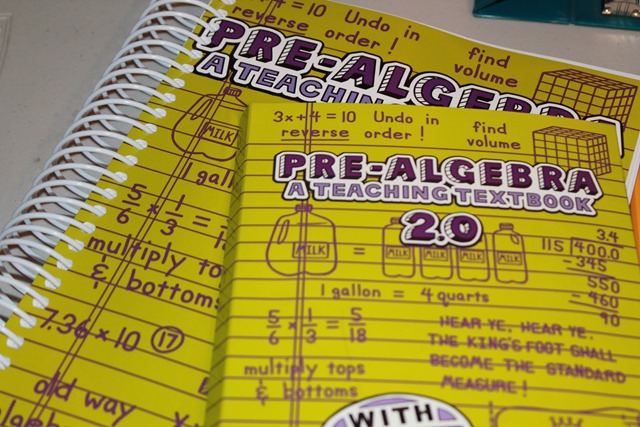 + 4 = 10 Undo in
reverse order !
find
volume
PRE-ALGEBRA
A TEACHING
MILK
1 gall
5/6 × 1/3 =
multiply to
& bottoms
7.36 × 10 ⑰
old way
3x + 4 = 10 Undo in
reverse order !
find
volume
PRE-ALGEBRA
A TEACHING TEXTBOOK
2.0
MILK = MILK MILK MILK MILK
1 gallon = 4 quarts
5/6 × 1/3 = 5/18
multiply tops
& bottoms
3.4
115 400.0
-345
550
-460
90
HEAR YE, HEAR YE.
THE KING'S FOOT SHALL
BECOME THE STANDARD
MEASURE !
WITH